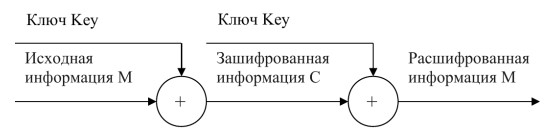 Ключ Key
Ключ Key
Исходная
информация M
Зашифрованная
информация C
Расшифрованная
информация M
+
+